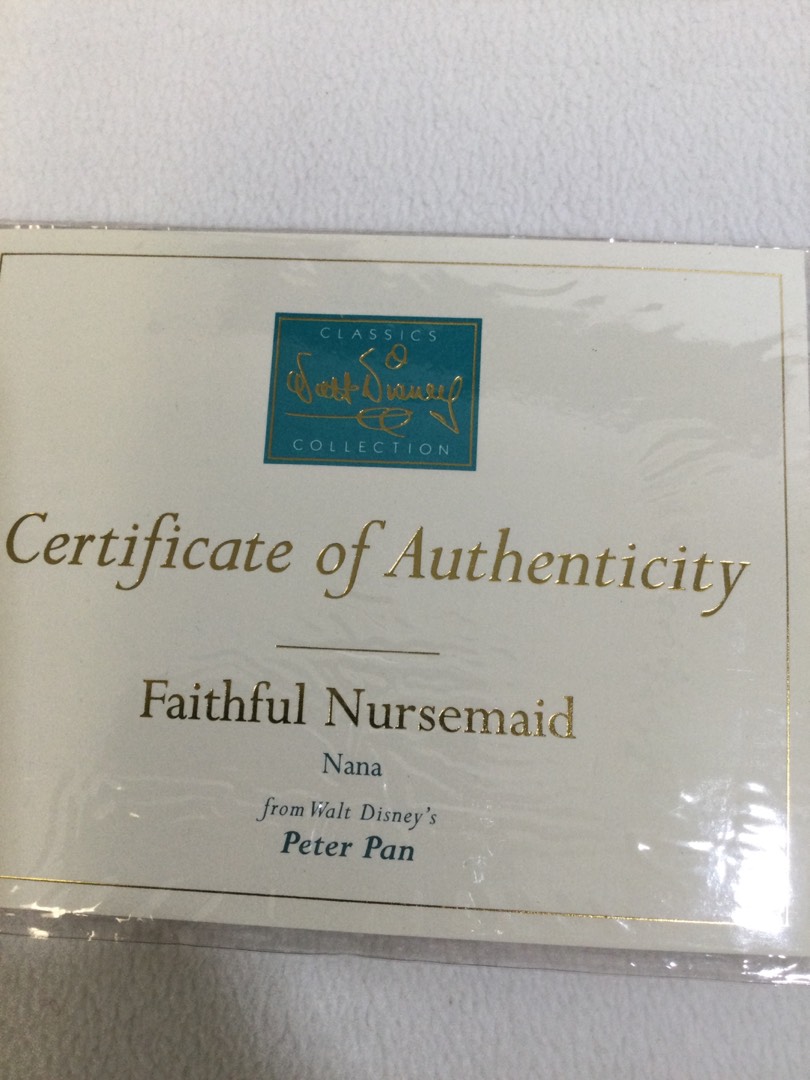 CLASSICS
Walt Disney
COLLECTION
Certificate of Authenticity
Faithful Nursemaid
Nana
from Walt Disney's
Peter Pan